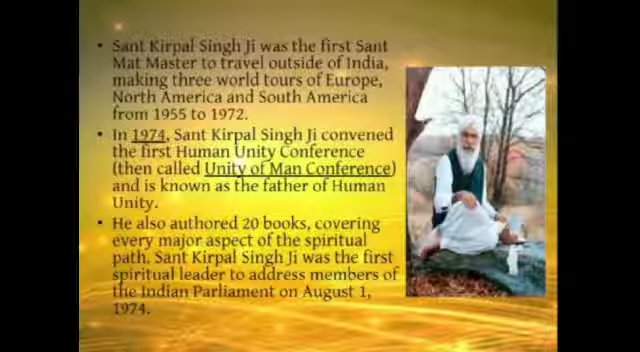 • Sant Kirpal Singh Ji was the first Sant
Mat Master to travel outside of India,
making three world tours of Europe,
North America and South America
from 1955 to 1972.
• In 1974, Sant Kirpal Singh Ji convened
the first Human Unity Conference
(then called Unity of Man Conference)
and is known as the father of Human
Unity.
• He also authored 20 books, covering
every major aspect of the spiritual
path. Sant Kirpal Singh Ji was the first
spiritual leader to address members of
the Indian Parliament on August 1,
1974.